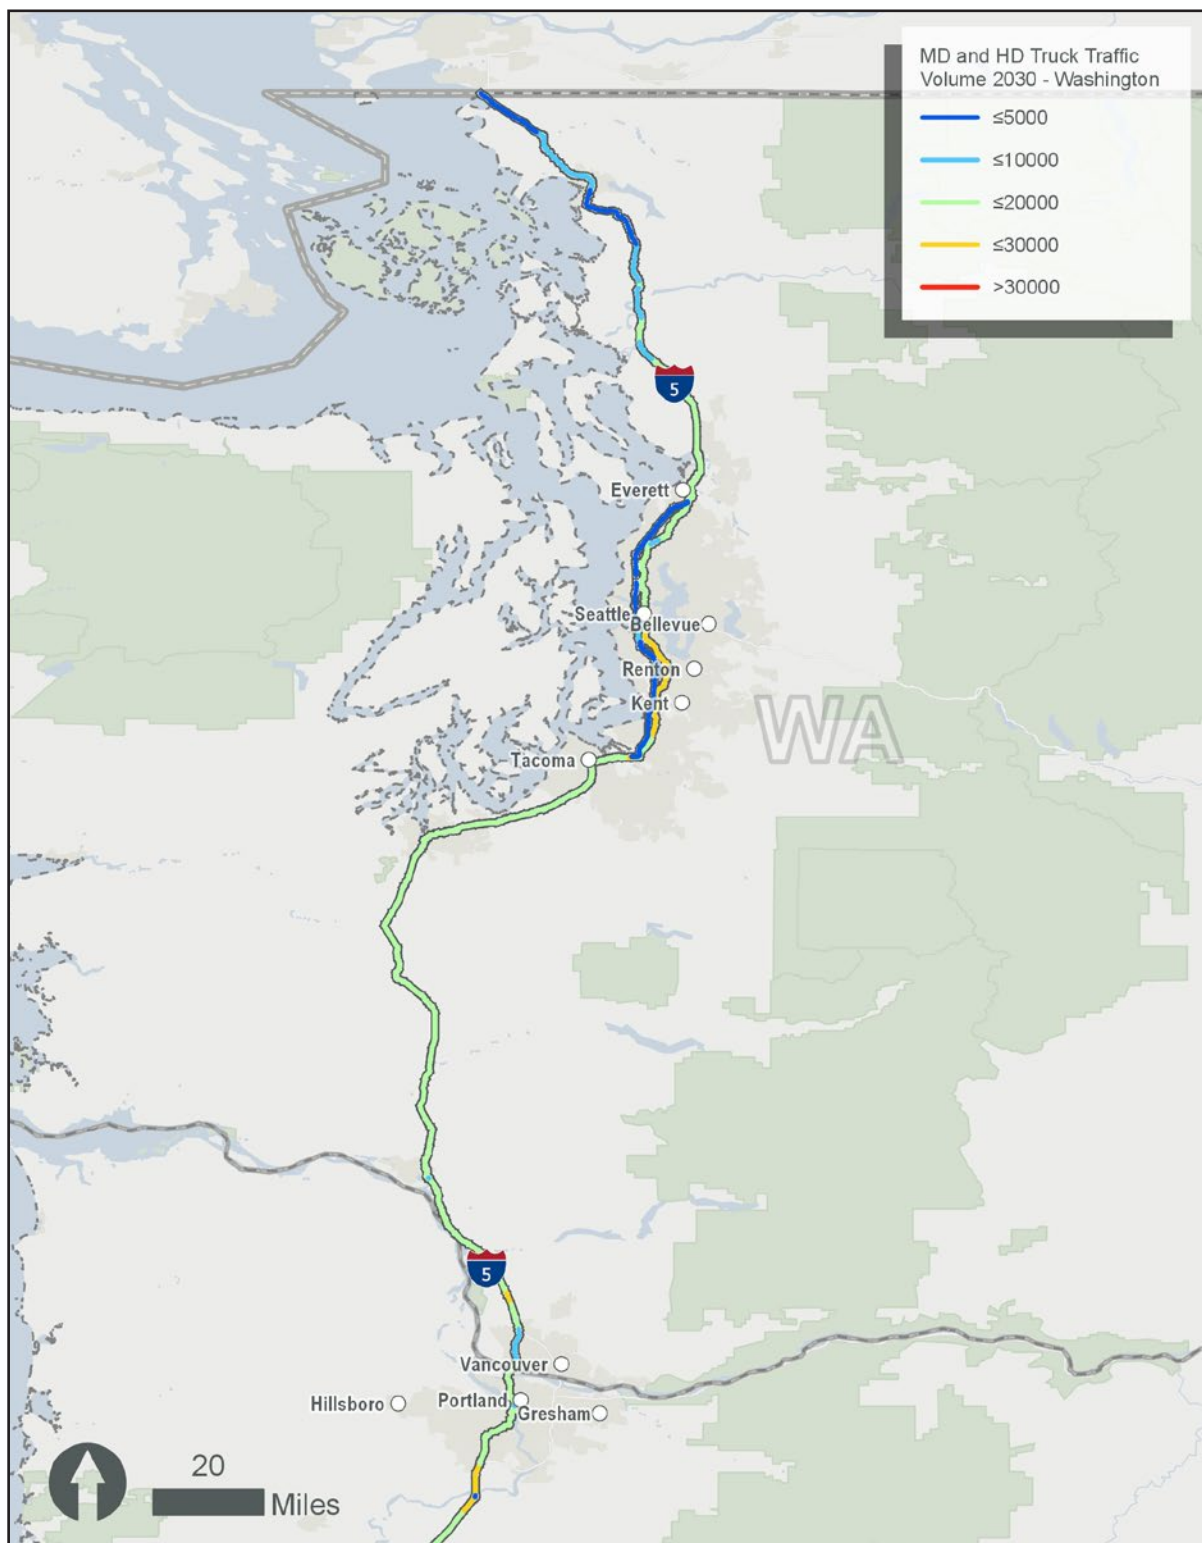 MD and HD Truck Traffic
Volume 2030 - Washington
≤5000
≤10000
≤20000
≤30000
>30000
5
Everett
Seattle
Bellevue
Renton
Kent
WA
Tacoma
5
Vancouver
Hillsboro
Portland
Gresham
20
Miles